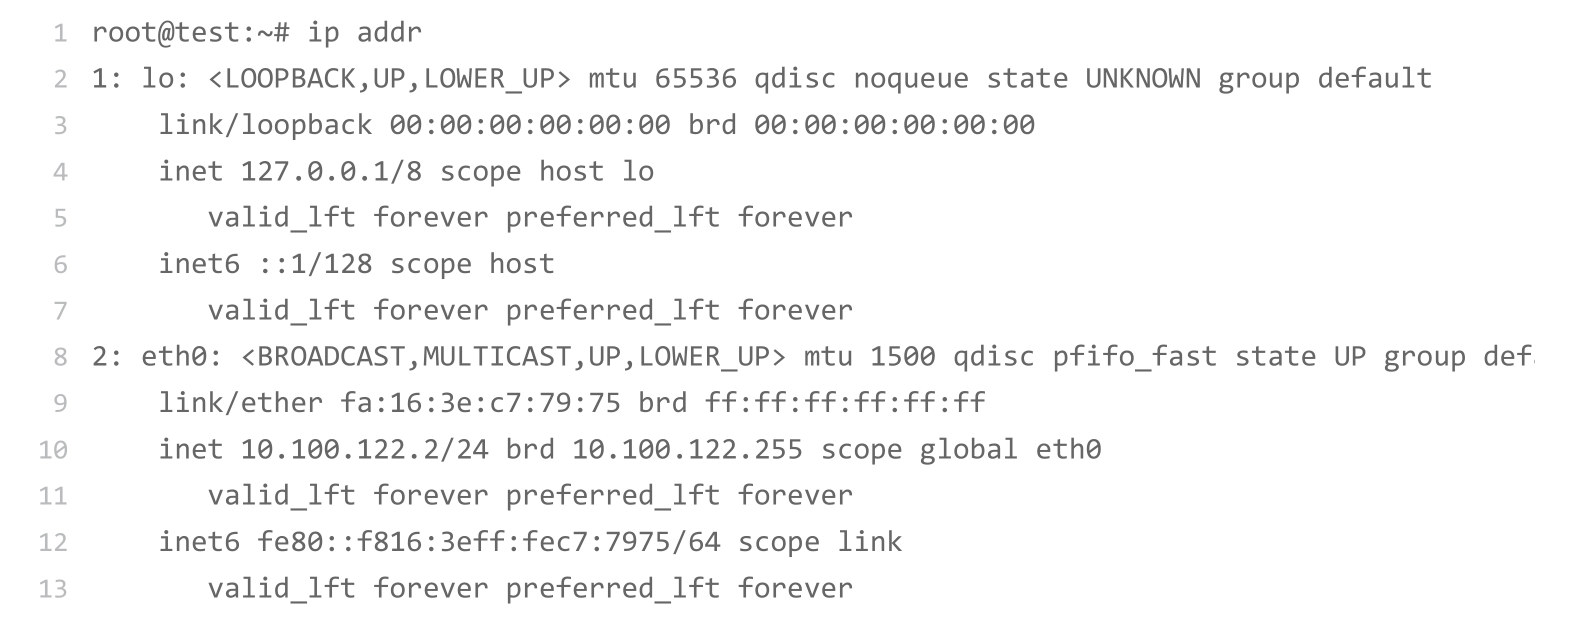 1 root@test:~# ip addr
2 1: lo: <LOOPBACK,UP,LOWER_UP> mtu 65536 qdisc noqueue state UNKNOWN group default
3     link/loopback 00:00:00:00:00:00 brd 00:00:00:00:00:00
4     inet 127.0.0.1/8 scope host lo
5        valid_lft forever preferred_lft forever
6     inet6 ::1/128 scope host
7        valid_lft forever preferred_lft forever
8 2: eth0: <BROADCAST,MULTICAST,UP,LOWER_UP> mtu 1500 qdisc pfifo_fast state UP group def
9     link/ether fa:16:3e:c7:79:75 brd ff:ff:ff:ff:ff:ff
10     inet 10.100.122.2/24 brd 10.100.122.255 scope global eth0
11        valid_lft forever preferred_lft forever
12     inet6 fe80::f816:3eff:fec7:7975/64 scope link
13        valid_lft forever preferred_lft forever